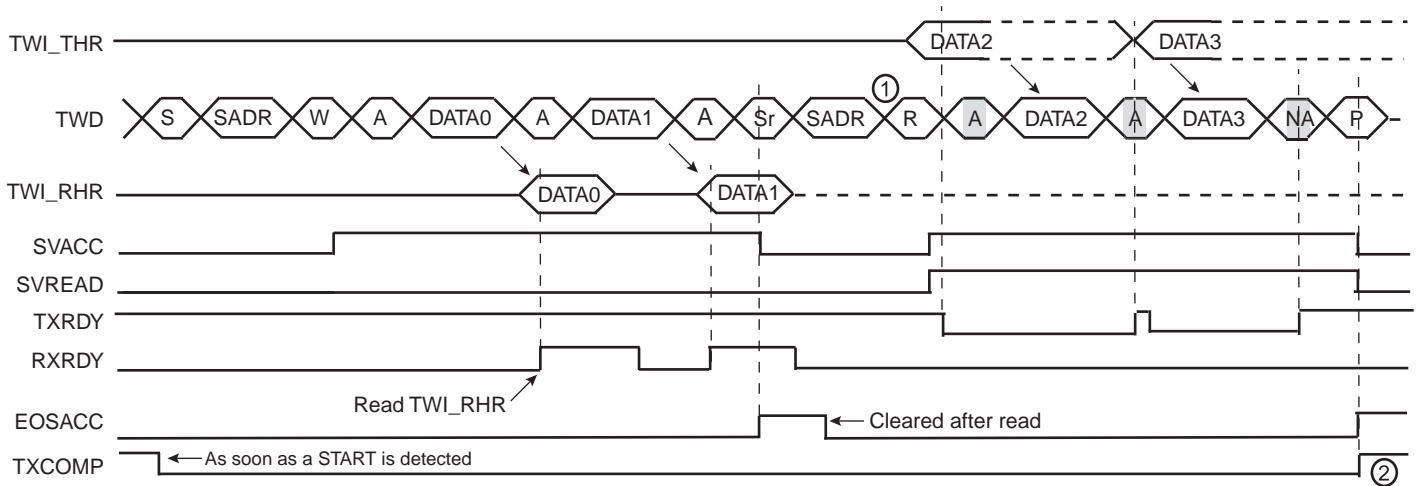 TWI_THR DATA2 DATA3
TWD S SADR W A DATA0 A DATA1 A Sr SADR 1 R A DATA2 A DATA3 NA P
TWI_RHR DATA0 DATA1
SVACC
SVREAD
TXRDY
RXRDY
Read TWI_RHR
EOSACC Cleared after read
TXCOMP As soon as a START is detected 2